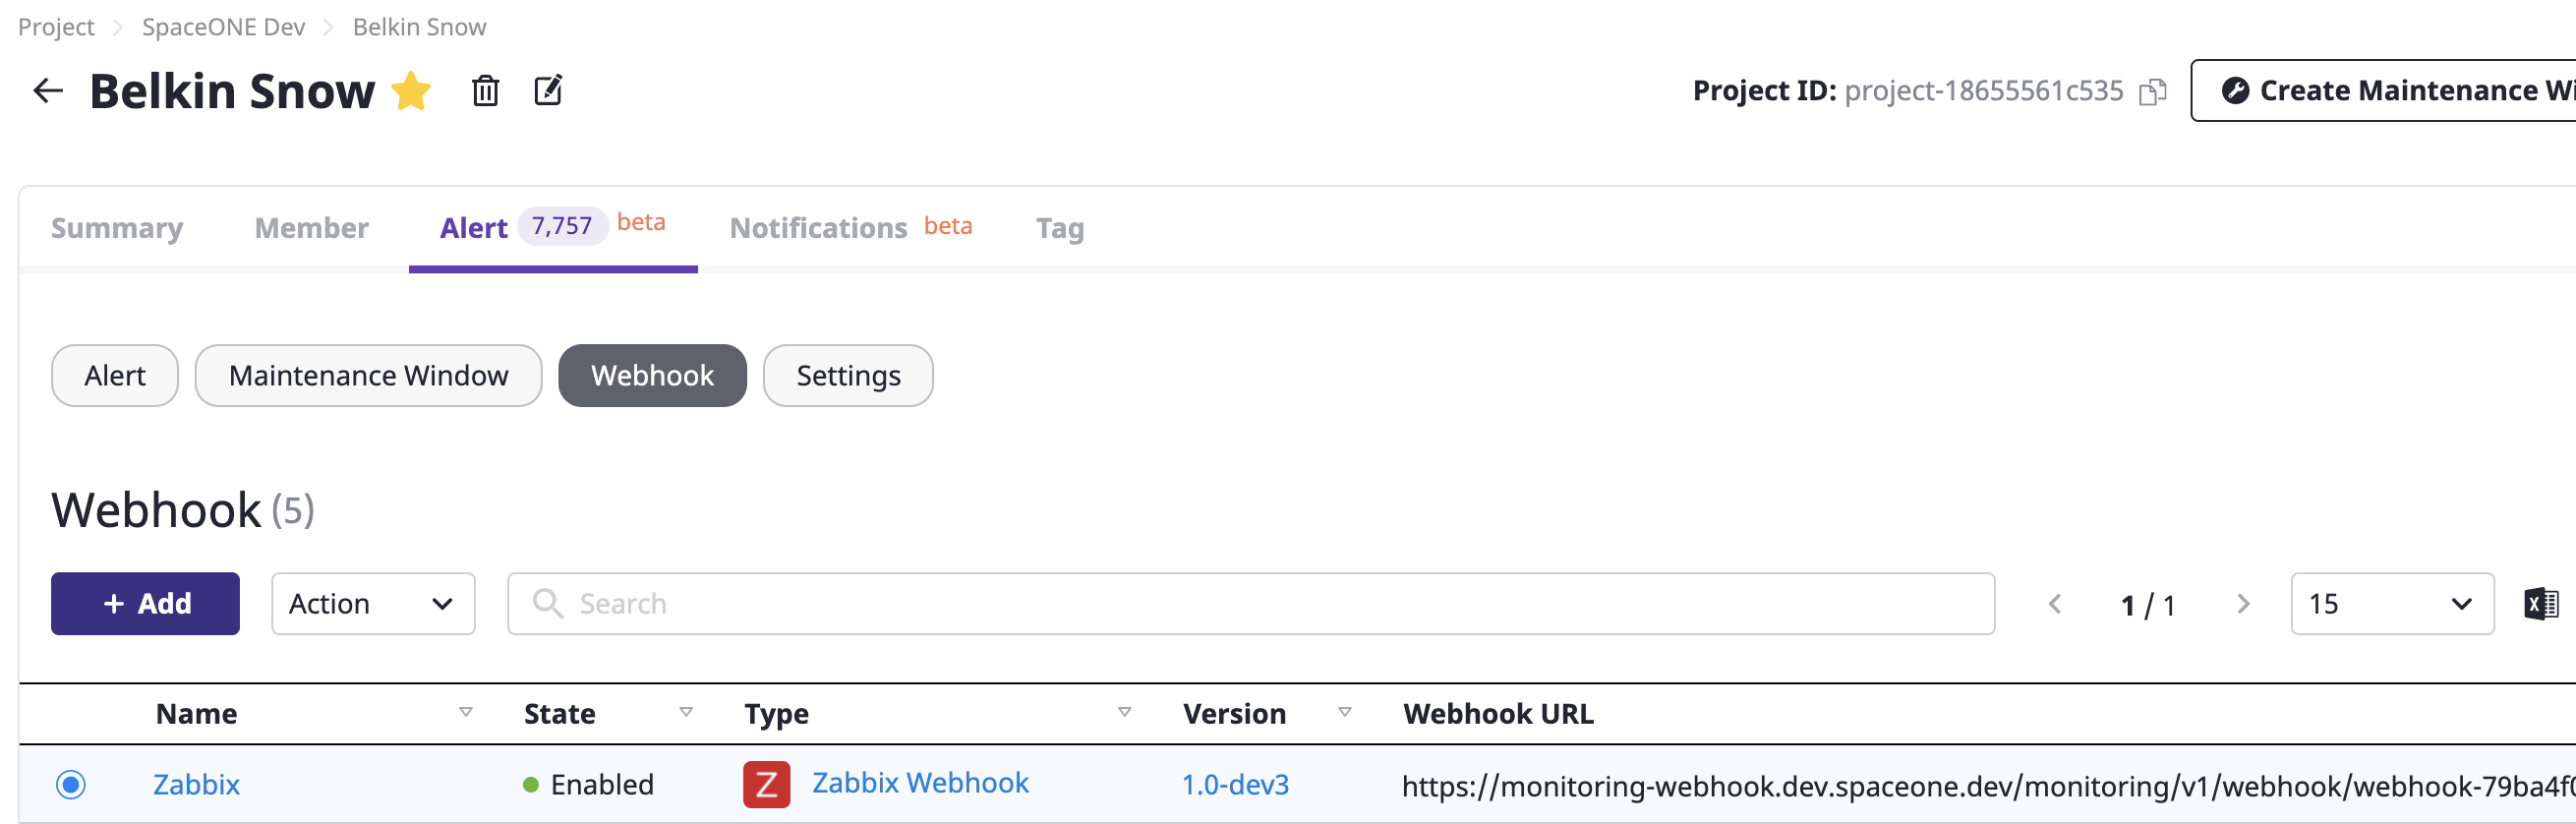 Project SpaceONE Dev Belkin Snow
Belkin Snow Project ID: project-18655561c535 Create Maintenance Wi
Summary Member Alert 7,757 beta Notifications beta Tag
Alert Maintenance Window Webhook Settings
Webhook (5)
+ Add Action Search 1 / 1 15
Name State Type Version Webhook URL
Zabbix Enabled Z Zabbix Webhook 1.0-dev3 https://monitoring-webhook.dev.spaceone.dev/monitoring/v1/webhook/webhook-79ba4f0